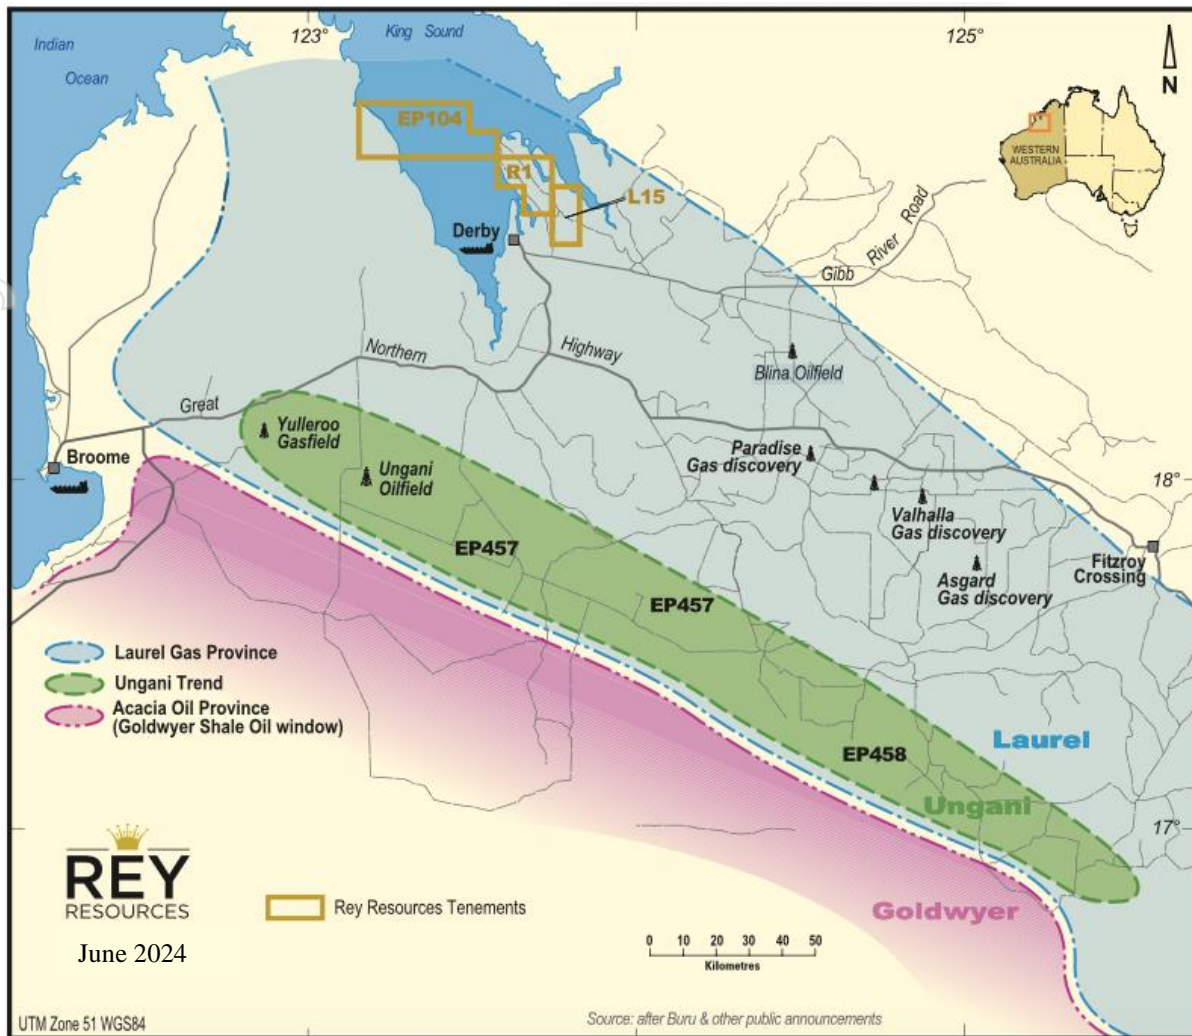 123°
King Sound
125°
Indian
Ocean
N
EP104
WESTERN
AUSTRALIA
R1
L15
Derby
Gibb River Road
Northern
Highway
Blina Oilfield
Great
Yulleroo
Gasfield
Paradise
Gas discovery
Broome
Ungani
Oilfield
18°
Valhalla
Gas discovery
EP457
Fitzroy
Crossing
Asgard
Gas discovery
EP457
Laurel Gas Province
Ungani Trend
Acacia Oil Province
(Goldwyer Shale Oil window)
Laurel
EP458
Ungani
17°
REY
RESOURCES
Rey Resources Tenements
Goldwyer
June 2024
0 10 20 30 40 50
Kilometres
UTM Zone 51 WGS84
Source: after Buru & other public announcements